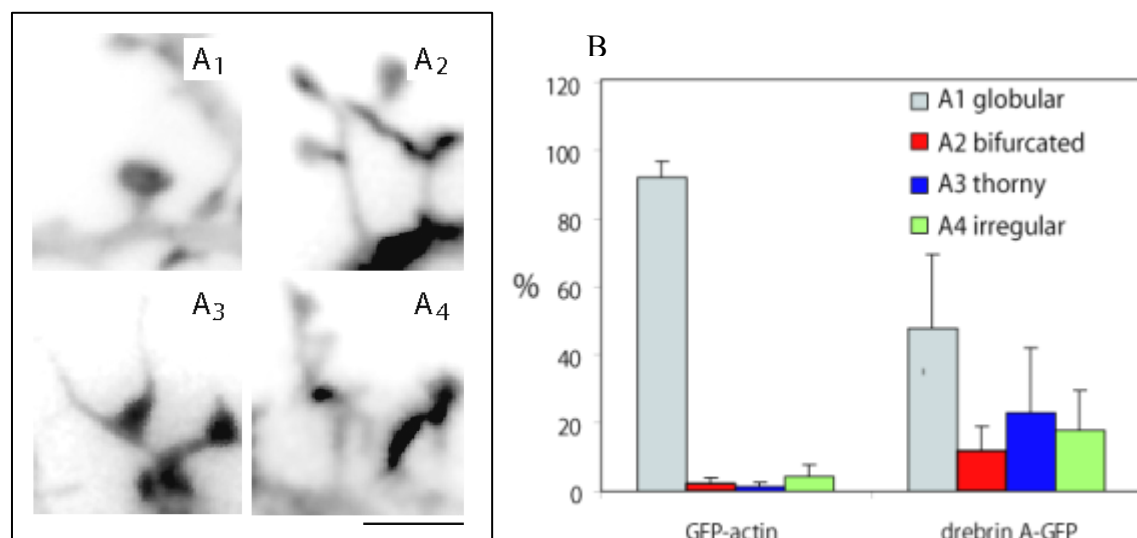 A1
A2
A3
A4
B
120
100
80
60
40
20
0
%
A1 globular
A2 bifurcated
A3 thorny
A4 irregular
GFP-actin
drebrin A-GFP